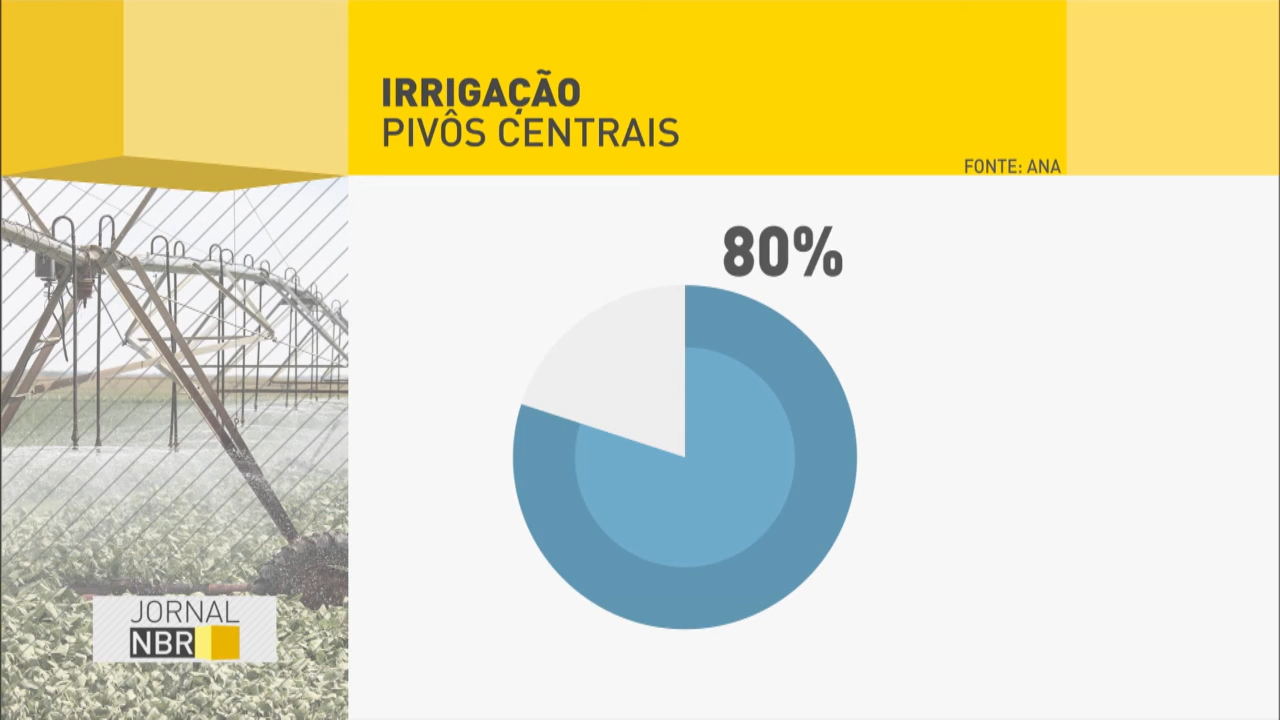 IRRIGAÇÃO
PIVÔS CENTRAIS
FONTE: ANA
80%
JORNAL
NBR